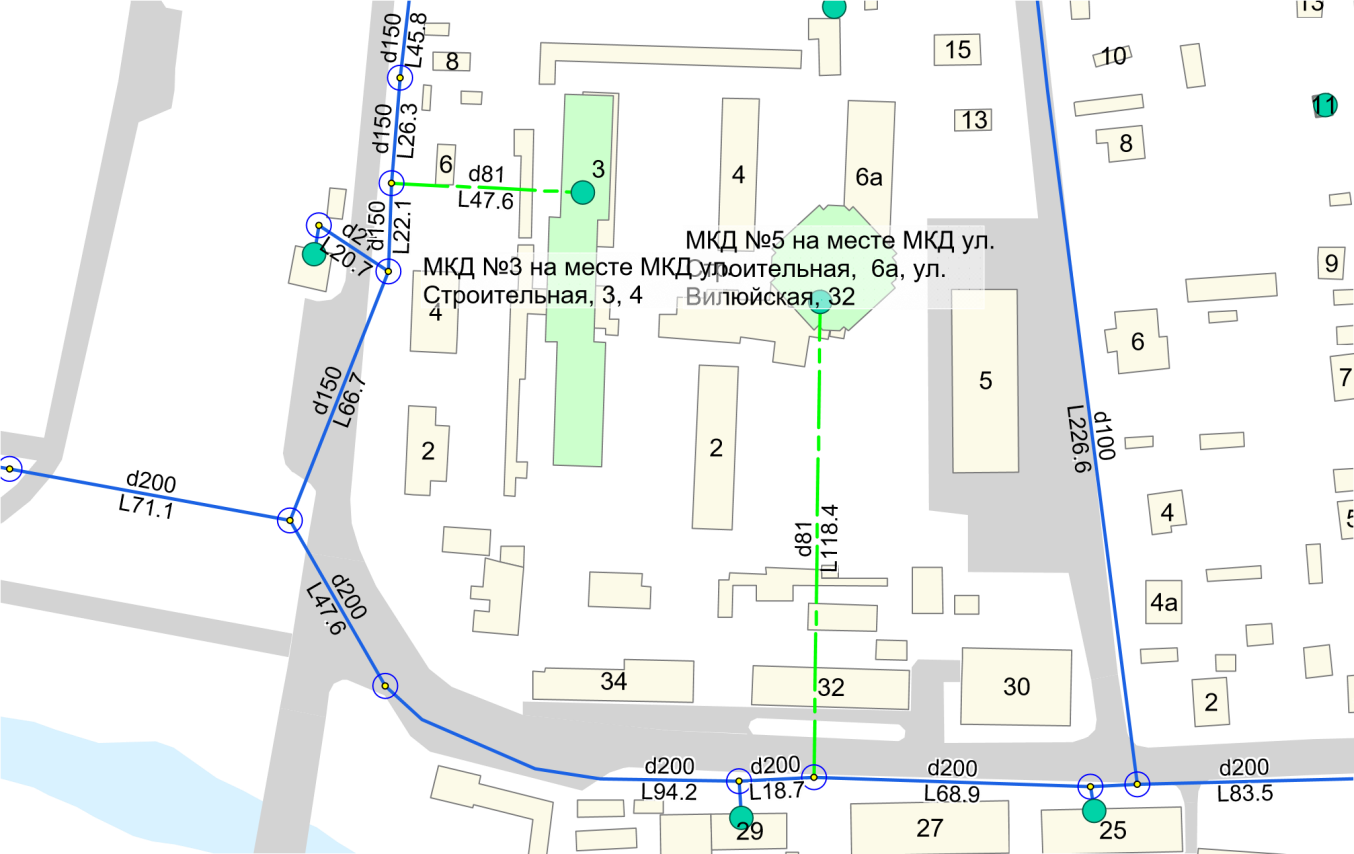 13
d150
L45.8
8
15
10
11
d150
L26.3
13
8
6
3
4
6а
d81
L47.6
d150
L22.1
L20.7
МКД №5 на месте МКД ул.
Строительная, 6а, ул.
Вилюйская, 32
МКД №3 на месте МКД ул.
Строительная, 3, 4
9
4
6
5
7
d150
L66.7
d100
L226.6
2
2
d200
L71.1
4
5
d81
L118.4
d200
L47.6
4а
34
32
30
2
d200
L94.2
d200
L18.7
d200
L68.9
d200
L83.5
29
27
25